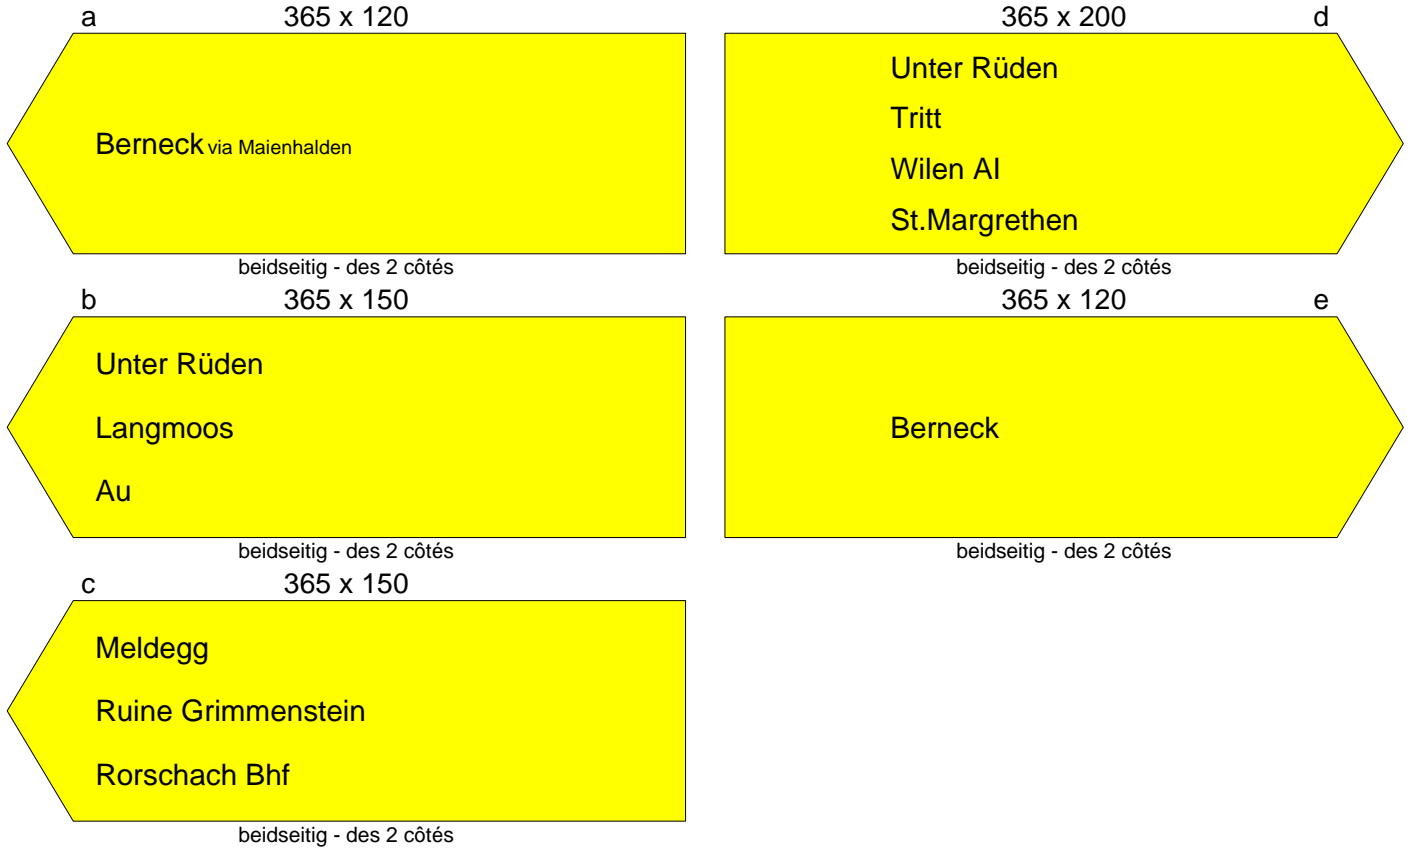 a 365 x 120
Berneck via Maienhalden
beidseitig - des 2 côtés
b 365 x 150
Unter Rüden
Langmoos
Au
beidseitig - des 2 côtés
c 365 x 150
Meldegg
Ruine Grimmenstein
Rorschach Bhf
beidseitig - des 2 côtés
365 x 200 d
Unter Rüden
Tritt
Wilen AI
St.Margrethen
beidseitig - des 2 côtés
365 x 120 e
Berneck
beidseitig - des 2 côtés